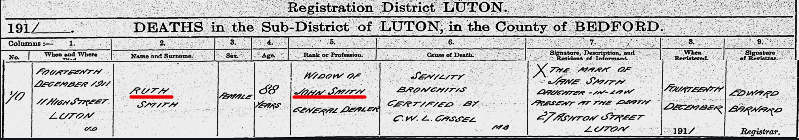 Registration District LUTON.
191/ DEATHS in the Sub-District of LUTON, in the County of BEDFORD.
Columns :— 1. 2. 3. 4. 5. 6. 7. 8. 9.
No. When and Where Died Name and Surname. Sex. Age. Rank or Profession. Cause of Death. Signature, Description, and Resident of Informant. When Registered. Signature of Registrar.
FOURTEENTH
DECEMBER 1911
11 HIGH STREET
LUTON
UD
RUTH
SMITH
FEMALE
88
YEARS
WIDOW OF
JOHN SMITH
GENERAL DEALER
SENILITY
BRONCHITIS
CERTIFIED BY
C.W.L. CASSEL
MB
X THE MARK OF
JANE SMITH
DAUGHTER-IN-LAW
PRESENT AT THE DEATH
27 ASHTON STREET
LUTON
FOURTEENTH
DECEMBER
191/
EDWARD
BARNARD
Registrar.